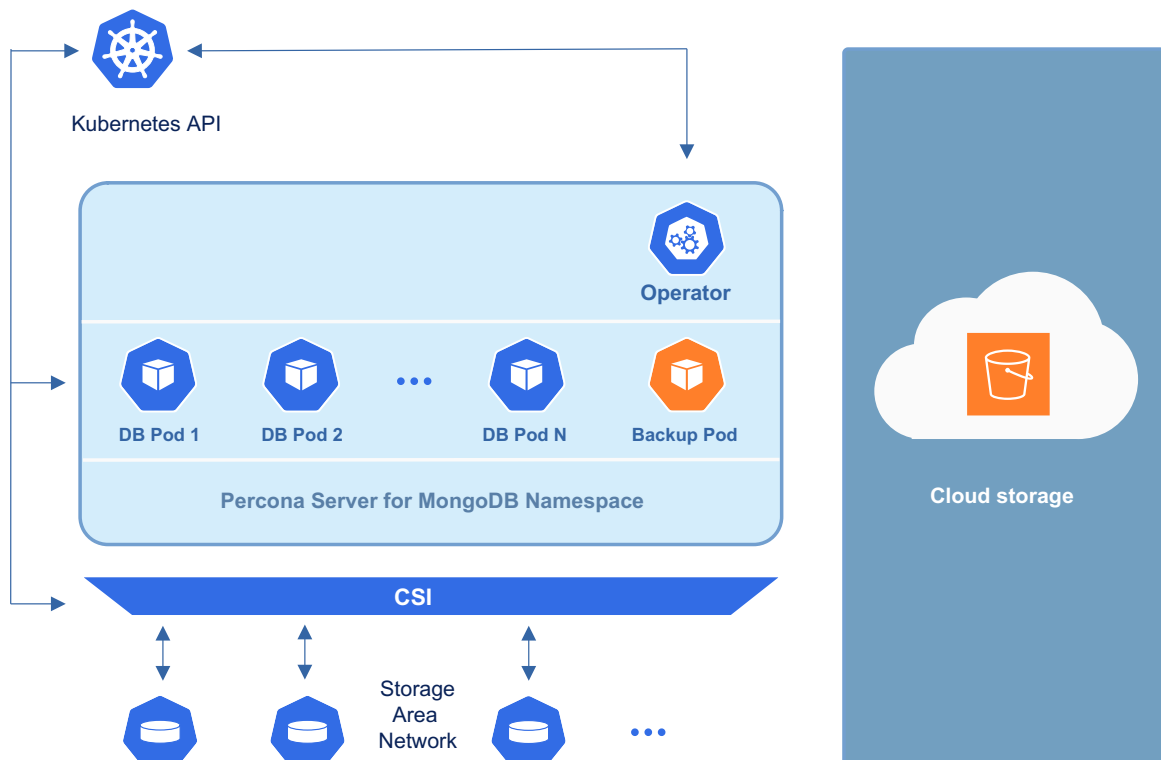 Kubernetes API
Operator
DB Pod 1
DB Pod 2
DB Pod N
Backup Pod
Percona Server for MongoDB Namespace
Cloud storage
CSI
Storage
Area
Network